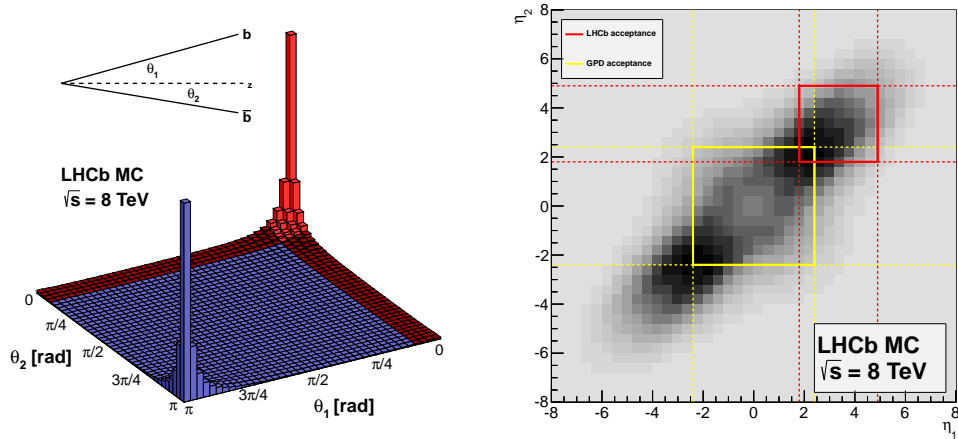 b
θ1
z
θ2
b̅
LHCb MC
√s = 8 TeV
0
π/4
π/2
3π/4
π
θ2 [rad]
π
3π/4
π/2
π/4
0
θ1 [rad]
η2
8
6
4
2
0
-2
-4
-6
-8
LHCb acceptance
GPD acceptance
LHCb MC
√s = 8 TeV
-8
-6
-4
-2
0
2
4
6
8
η1